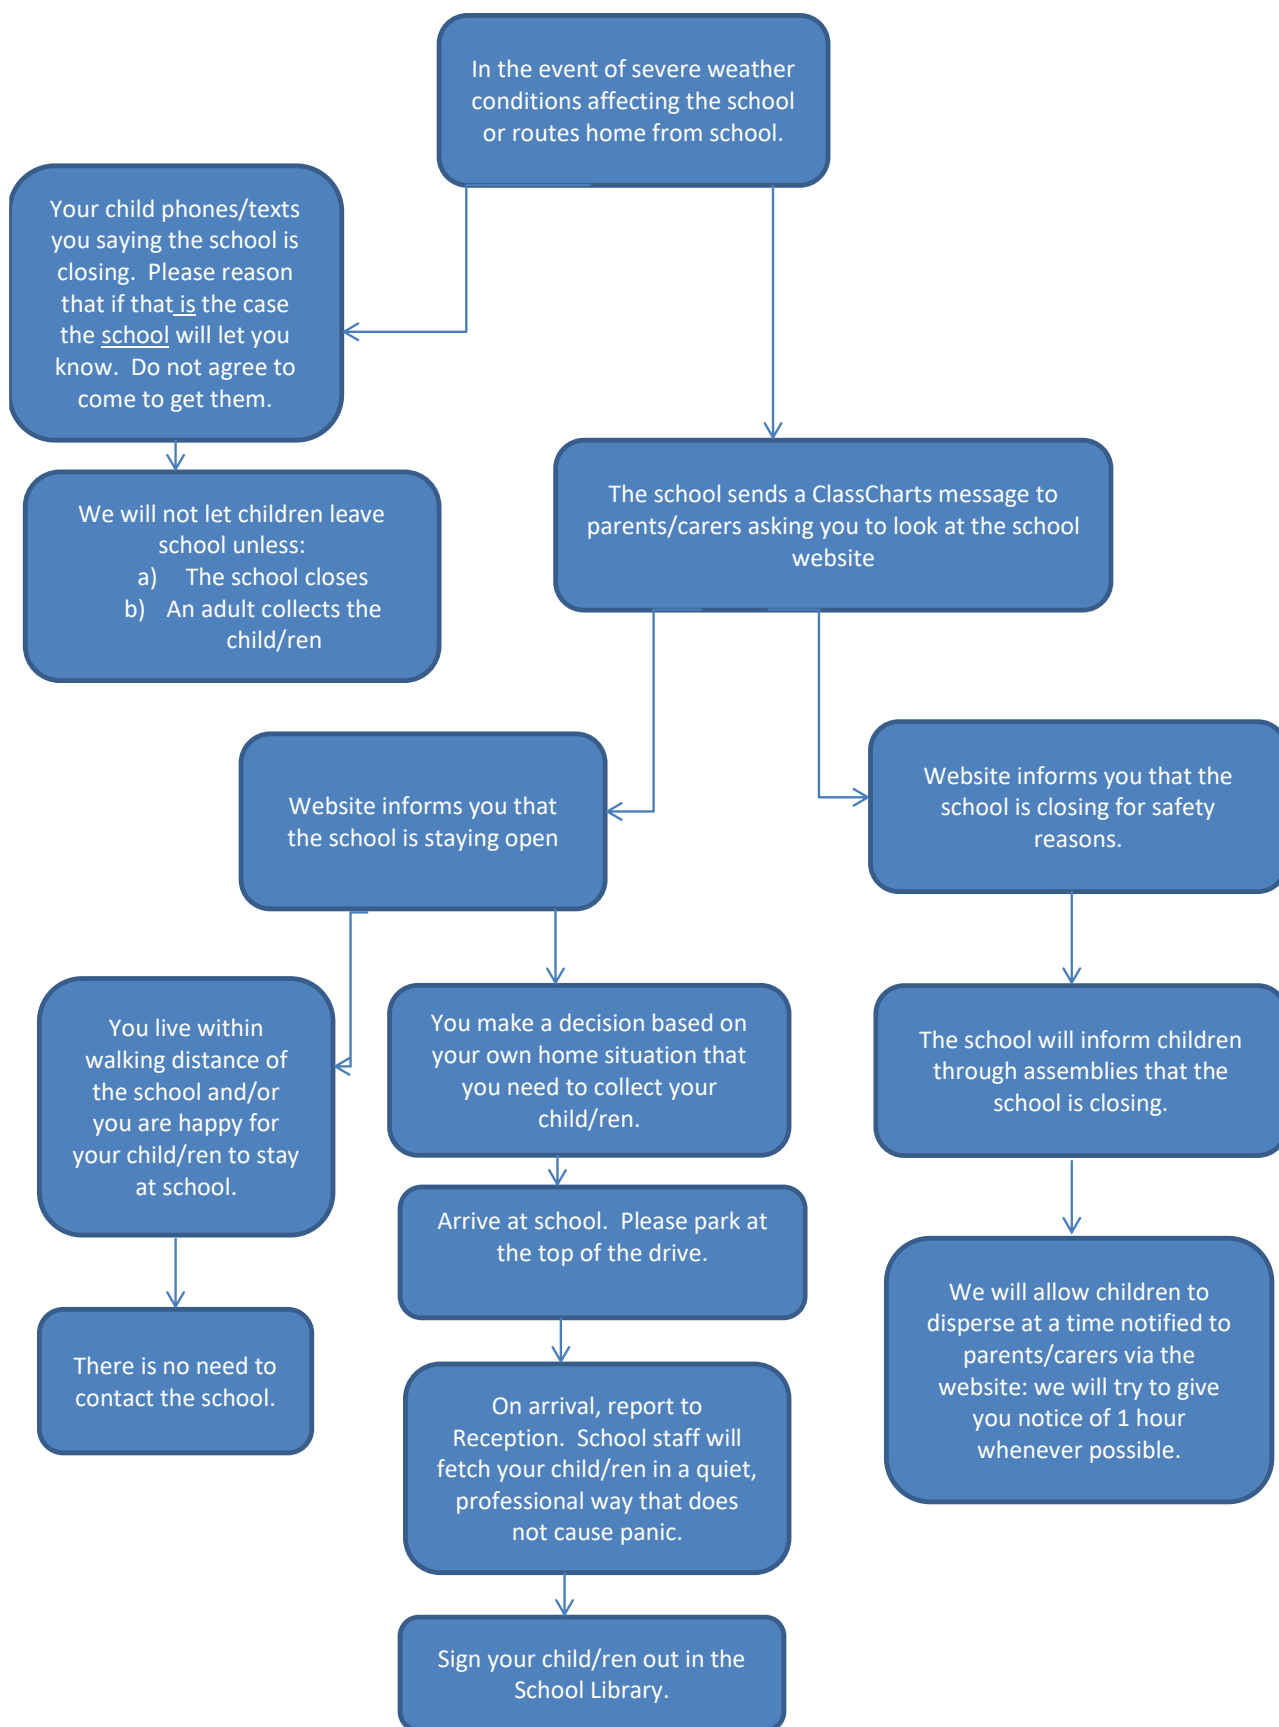 In the event of severe weather
conditions affecting the school
or routes home from school.
Your child phones/texts
you saying the school is
closing.  Please reason
that if that is the case
the school will let you
know.  Do not agree to
come to get them.
We will not let children leave
school unless:
a)    The school closes
b)    An adult collects the
child/ren
The school sends a ClassCharts message to
parents/carers asking you to look at the school
website
Website informs you that
the school is staying open
Website informs you that the
school is closing for safety
reasons.
You live within
walking distance of
the school and/or
you are happy for
your child/ren to stay
at school.
There is no need to
contact the school.
You make a decision based on
your own home situation that
you need to collect your
child/ren.
Arrive at school.  Please park at
the top of the drive.
On arrival, report to
Reception.  School staff will
fetch your child/ren in a quiet,
professional way that does
not cause panic.
Sign your child/ren out in the
School Library.
The school will inform children
through assemblies that the
school is closing.
We will allow children to
disperse at a time notified to
parents/carers via the
website: we will try to give
you notice of 1 hour
whenever possible.